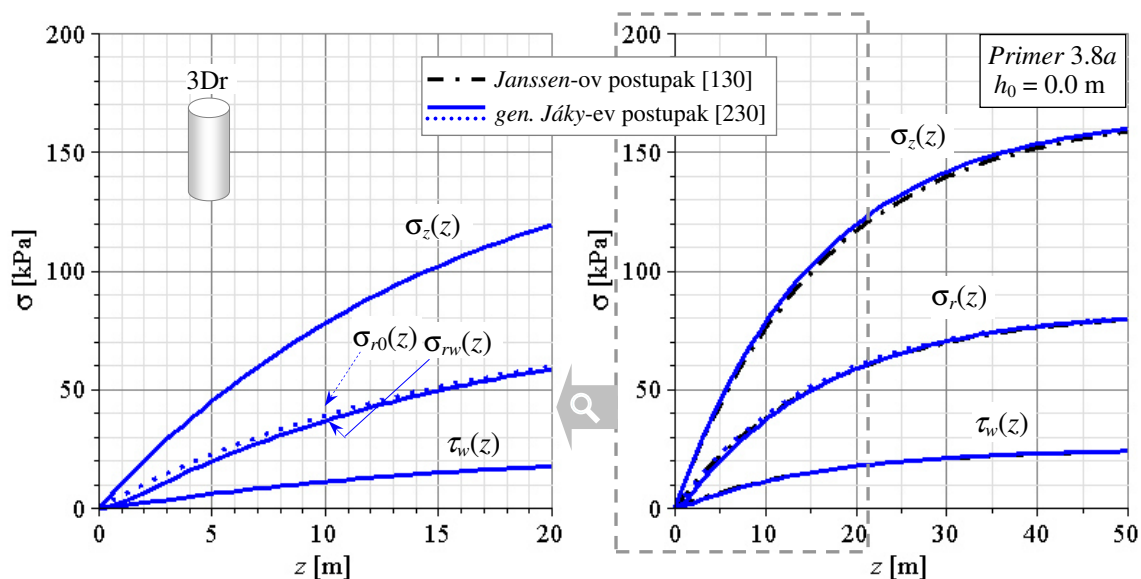 200
150
100
50
0
σ [kPa]
3Dr
σz(z)
σr0(z) σrw(z)
τw(z)
0 5 10 15 20
z [m]
Janssen-ov postupak [130]
gen. Jáky-ev postupak [230]
200
150
100
50
0
σ [kPa]
Primer 3.8a
h0 = 0.0 m
σz(z)
σr(z)
τw(z)
0 10 20 30 40 50
z [m]